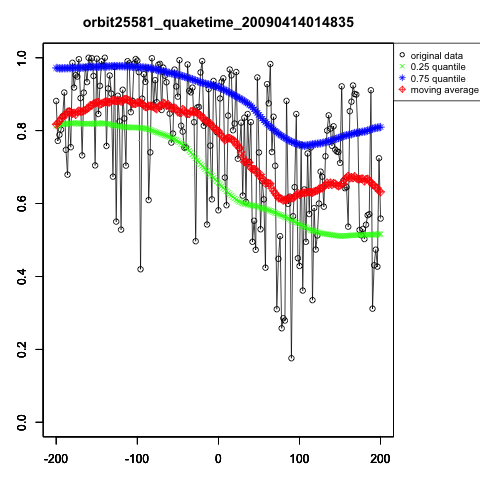 orbit25581_quaketime_20090414014835
original data
0.25 quantile
0.75 quantile
moving average
1.0
0.8
0.6
0.4
0.2
0.0
-200
-100
0
100
200